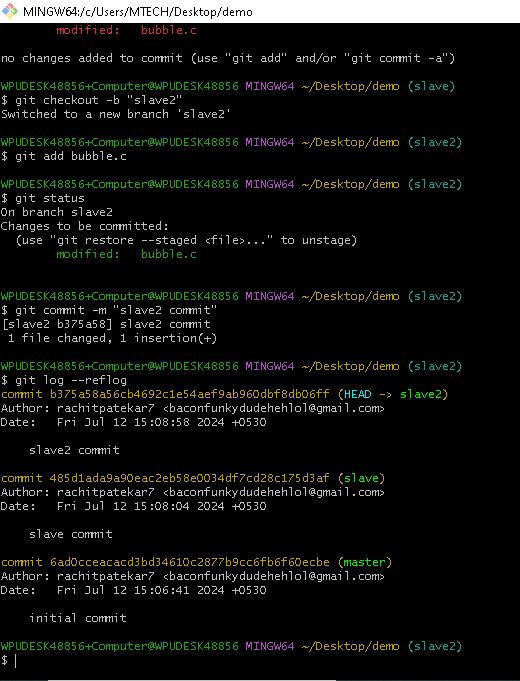 MINGW64:/c/Users/MTECH/Desktop/demo
modified:   bubble.c
no changes added to commit (use "git add" and/or "git commit -a")
WPUDESK48856+Computer@WPUDESK48856 MINGW64 ~/Desktop/demo (slave)
$ git checkout -b "slave2"
Switched to a new branch 'slave2'
WPUDESK48856+Computer@WPUDESK48856 MINGW64 ~/Desktop/demo (slave2)
$ git add bubble.c
WPUDESK48856+Computer@WPUDESK48856 MINGW64 ~/Desktop/demo (slave2)
$ git status
On branch slave2
Changes to be committed:
  (use "git restore --staged <file>..." to unstage)
modified:   bubble.c
WPUDESK48856+Computer@WPUDESK48856 MINGW64 ~/Desktop/demo (slave2)
$ git commit -m "slave2 commit"
[slave2 b375a58] slave2 commit
 1 file changed, 1 insertion(+)
WPUDESK48856+Computer@WPUDESK48856 MINGW64 ~/Desktop/demo (slave2)
$ git log --reflog
commit b375a58a56cb4692c1e54aef9ab960dbf8db06ff (HEAD -> slave2)
Author: rachitpatekar7 <baconfunkydudehehlol@gmail.com>
Date:   Fri Jul 12 15:08:58 2024 +0530
slave2 commit
commit 485d1ada9a90eac2eb58e0034df7cd28c175d3af (slave)
Author: rachitpatekar7 <baconfunkydudehehlol@gmail.com>
Date:   Fri Jul 12 15:08:04 2024 +0530
slave commit
commit 6ad0cceacacd3bd34610c2877b9cc6fb6f60ecbe (master)
Author: rachitpatekar7 <baconfunkydudehehlol@gmail.com>
Date:   Fri Jul 12 15:06:41 2024 +0530
initial commit
WPUDESK48856+Computer@WPUDESK48856 MINGW64 ~/Desktop/demo (slave2)
$